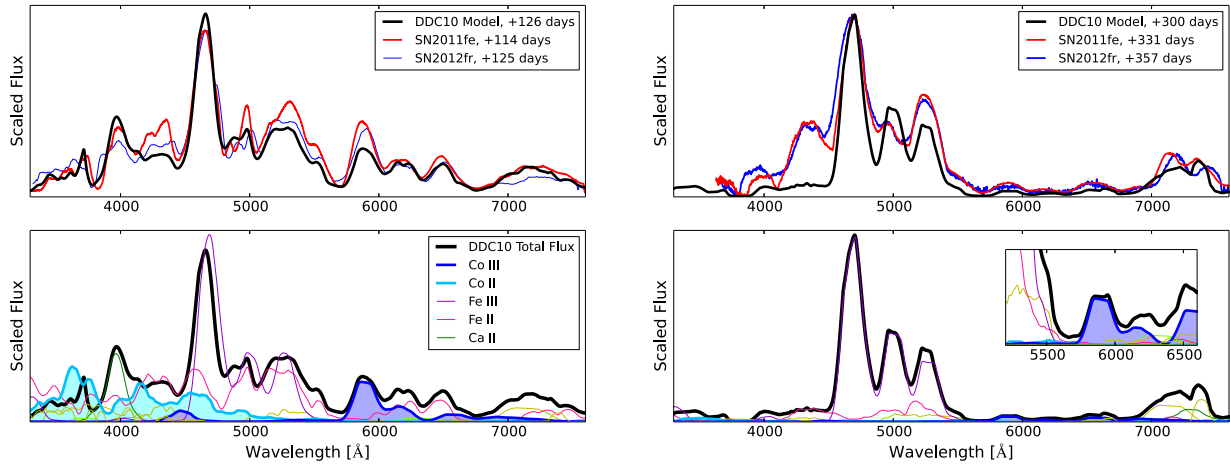 Scaled Flux
DDC10 Model, +126 days
SN2011fe, +114 days
SN2012fr, +125 days
4000 5000 6000 7000
Scaled Flux
DDC10 Model, +300 days
SN2011fe, +331 days
SN2012fr, +357 days
4000 5000 6000 7000
Scaled Flux
DDC10 Total Flux
Co III
Co II
Fe III
Fe II
Ca II
4000 5000 6000 7000
Wavelength [Å]
Scaled Flux
5500 6000 6500
4000 5000 6000 7000
Wavelength [Å]